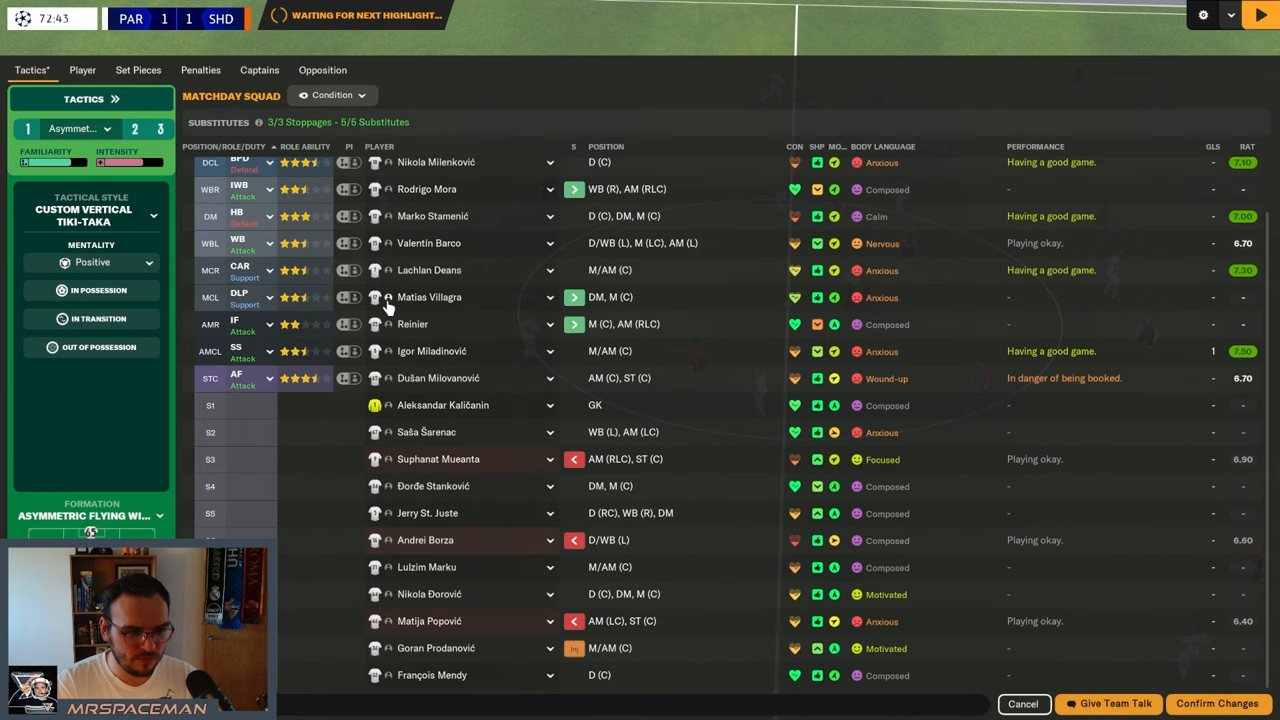 72:43 PAR 1 1 SHD WAITING FOR NEXT HIGHLIGHT...
Tactics* Player Set Pieces Penalties Captains Opposition
TACTICS
1 Asymmet... 2 3
FAMILIARITY INTENSITY
TACTICAL STYLE
CUSTOM VERTICAL
TIKI-TAKA
MENTALITY
Positive
IN POSSESSION
IN TRANSITION
OUT OF POSSESSION
FORMATION
ASYMMETRIC FLYING WI...
65
MATCHDAY SQUAD Condition
SUBSTITUTES 3/3 Stoppages - 5/5 Substitutes
POSITION/ROLE/DUTY ROLE ABILITY PI PLAYER S POSITION CON SHP MO... BODY LANGUAGE PERFORMANCE GLS RAT
DCL BPD Defend Nikola Milenković D (C) Anxious Having a good game. - 7.10
WBR IWB Attack Rodrigo Mora WB (R), AM (RLC) Composed - - -
DM HB Defend Marko Stamenić D (C), DM, M (C) Calm Having a good game. - 7.00
WBL WB Attack Valentín Barco D/WB (L), M (LC), AM (L) Nervous Playing okay. - 6.70
MCR CAR Support Lachlan Deans M/AM (C) Anxious Having a good game. - 7.30
MCL DLP Support Matias Villagra DM, M (C) Anxious - - -
AMR IF Attack Reinier M (C), AM (RLC) Composed - - -
AMCL SS Attack Igor Miladinović M/AM (C) Anxious Having a good game. 1 7.50
STC AF Attack Dušan Milovanović AM (C), ST (C) Wound-up In danger of being booked. - 6.70
S1 Aleksandar Kaličanin GK Composed - - -
S2 Saša Šarenac WB (L), AM (LC) Anxious - - -
S3 Suphanat Mueanta AM (RLC), ST (C) Focused Playing okay. - 6.90
S4 Đorđe Stanković DM, M (C) Composed - - -
S5 Jerry St. Juste D (RC), WB (R), DM Composed - - -
Andrei Borza D/WB (L) Composed Playing okay. - 6.60
Lulzim Marku M/AM (C) Composed - - -
Nikola Đorović D (C), DM, M (C) Motivated - - -
Matija Popović AM (LC), ST (C) Anxious Playing okay. - 6.40
Goran Prodanović Inj M/AM (C) Motivated - - -
François Mendy D (C) Composed - - -
Cancel Give Team Talk Confirm Changes
MRSPACEMAN